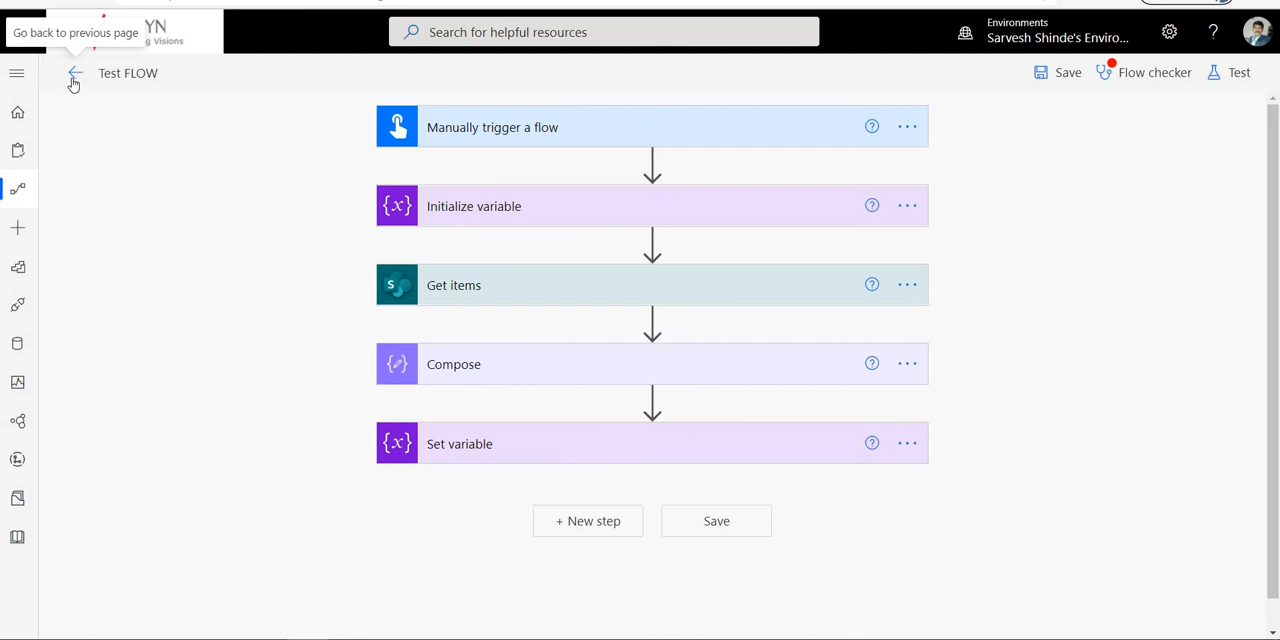 Go back to previous page
YN
ng Visions
Search for helpful resources
Environments
Sarvesh Shinde's Enviro...
?
Test FLOW
Save
Flow checker
Test
Manually trigger a flow
? ...
{x} Initialize variable
? ...
S Get items
? ...
Compose
? ...
{x} Set variable
? ...
+ New step
Save